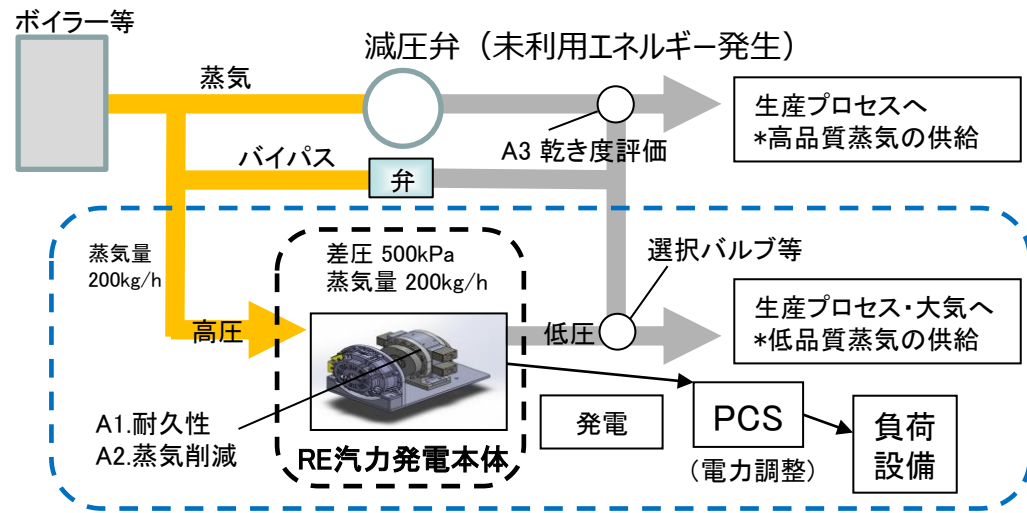 ボイラー等
減圧弁（未利用エネルギー発生）
蒸気
生産プロセスへ
*高品質蒸気の供給
A3 乾き度評価
バイパス
弁
蒸気量
200kg/h
差圧 500kPa
蒸気量 200kg/h
選択バルブ等
生産プロセス・大気へ
*低品質蒸気の供給
高圧
低圧
A1.耐久性
A2.蒸気削減
RE汽力発電本体
発電
PCS
（電力調整）
負荷
設備